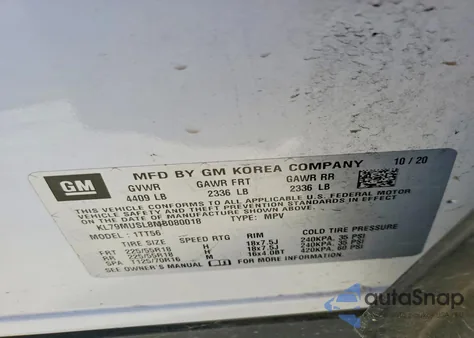 GM
MFD BY GM KOREA COMPANY 10/20
GVWR GAWR FRT GAWR RR
4409 LB 2336 LB 2336 LB
THIS VEHICLE CONFORMS TO ALL APPLICABLE U.S. FEDERAL MOTOR
VEHICLE SAFETY, BUMPER, AND THEFT PREVENTION STANDARDS IN
EFFECT ON THE DATE OF MANUFACTURE SHOWN ABOVE.
KL79MUSL8MB080018 TYPE: MPV
MODEL: 1TT56
TIRE SIZE SPEED RTG RIM COLD TIRE PRESSURE
FRT 225/55R18 H 18x7.5J 240KPA, 35 PSI
RR 225/55R18 H 18x7.5J 240KPA, 35 PSI
SPA T125/70R16 M 16x4.0BT 420KPA, 60 PSI
SEE OWNER'S MANUAL FOR MORE INFORMATION.
autoSnap